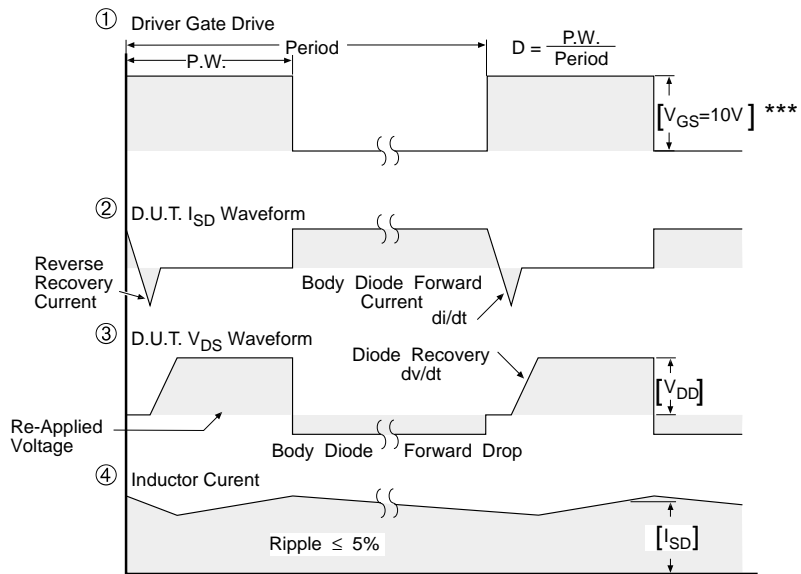 ① Driver Gate Drive
Period
P.W.
D = P.W. / Period
[VGS=10V] ***
② D.U.T. ISD Waveform
Reverse
Recovery
Current
Body Diode Forward
Current
di/dt
③ D.U.T. VDS Waveform
Diode Recovery
dv/dt
[VDD]
Re-Applied
Voltage
Body Diode Forward Drop
④ Inductor Curent
Ripple ≤ 5%
[ISD]